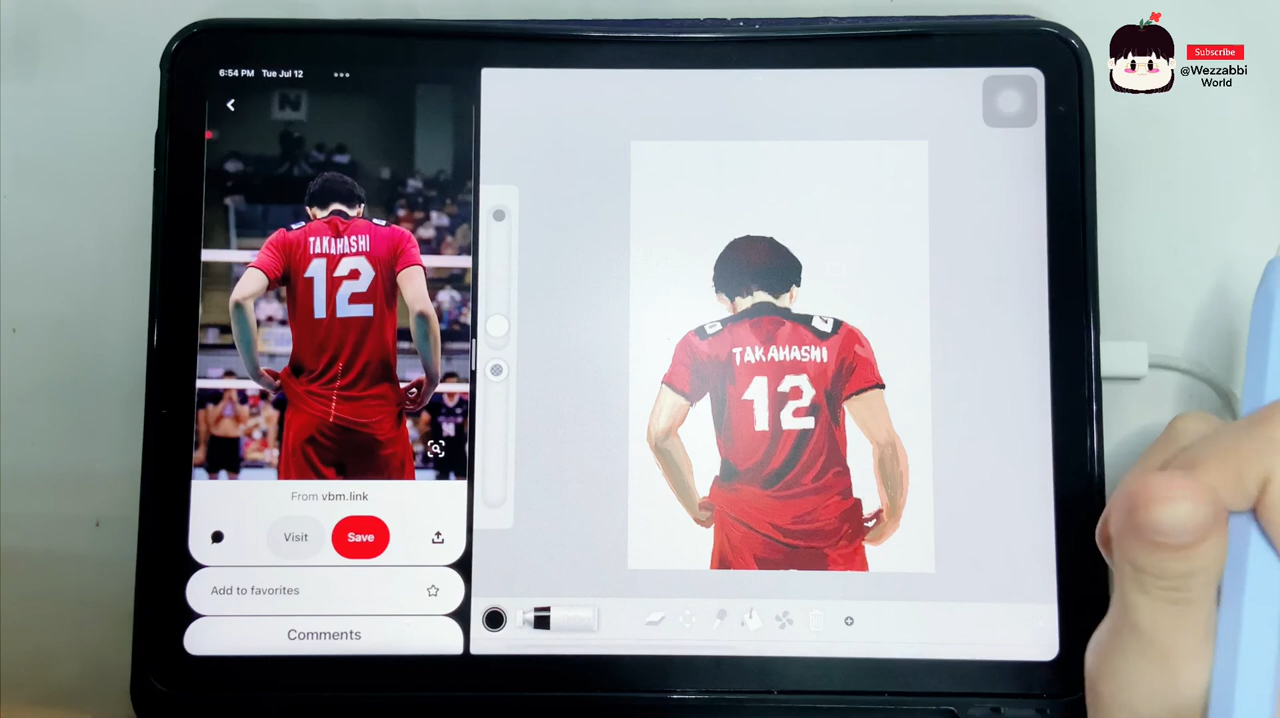 6:54 PM Tue Jul 12
N
TAKAHASHI
12
From vbm.link
Visit
Save
Add to favorites
Comments
TAKAHASHI
12
Subscribe
@Wezzabbi
World